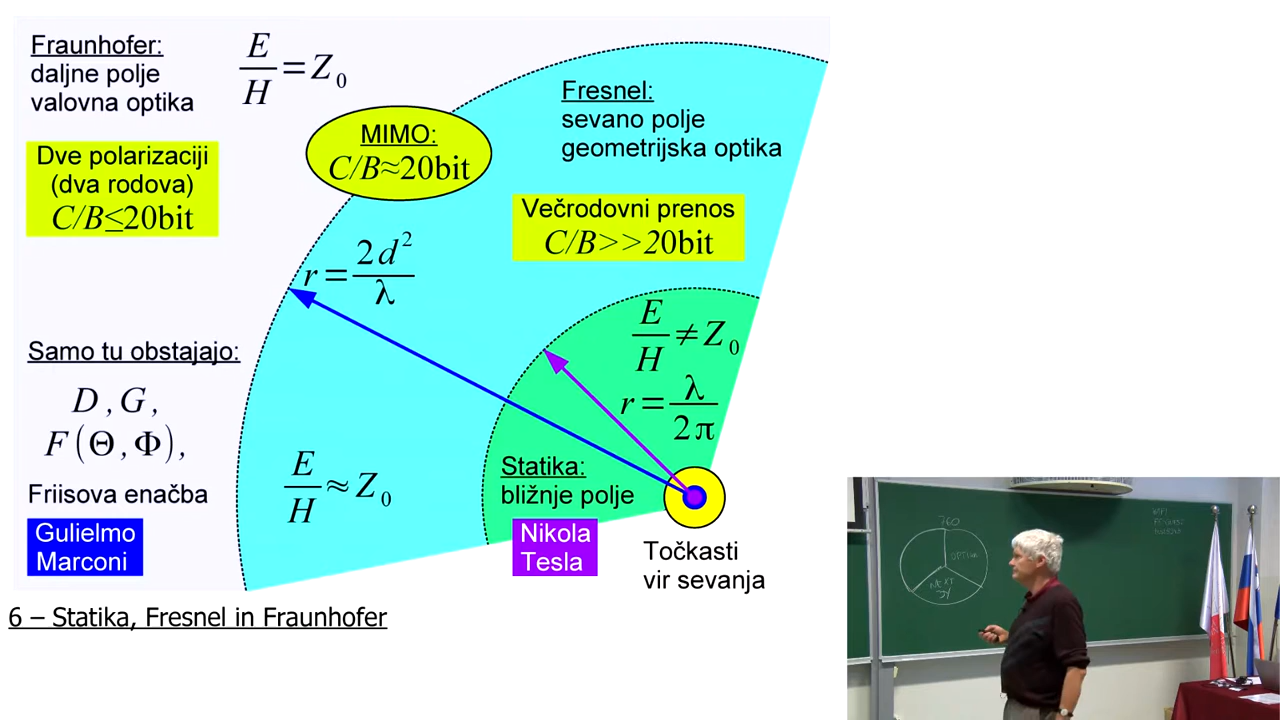 Fraunhofer:
daljne polje
valovna optika
E/H = Z₀
Dve polarizaciji
(dva rodova)
C/B≤20bit
MIMO:
C/B≈20bit
Fresnel:
sevano polje
geometrijska optika
Večrodovni prenos
C/B>>20bit
r = 2d²/λ
E/H ≠ Z₀
r = λ/2π
Samo tu obstajajo:
D, G,
F(Θ, Φ),
Friisova enačba
Gulielmo
Marconi
E/H ≈ Z₀
Statika:
bližnje polje
Nikola
Tesla
Točkasti
vir sevanja
6 – Statika, Fresnel in Fraunhofer
760